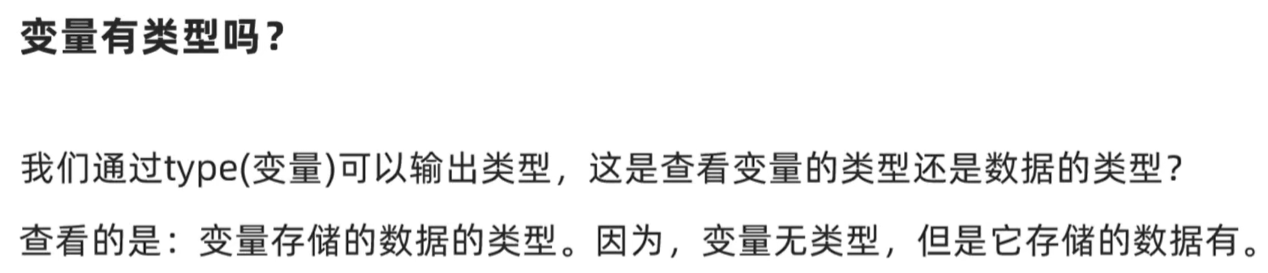 变量有类型吗？
我们通过type(变量)可以输出类型，这是查看变量的类型还是数据的类型？
查看的是：变量存储的数据的类型。因为，变量无类型，但是它存储的数据有。